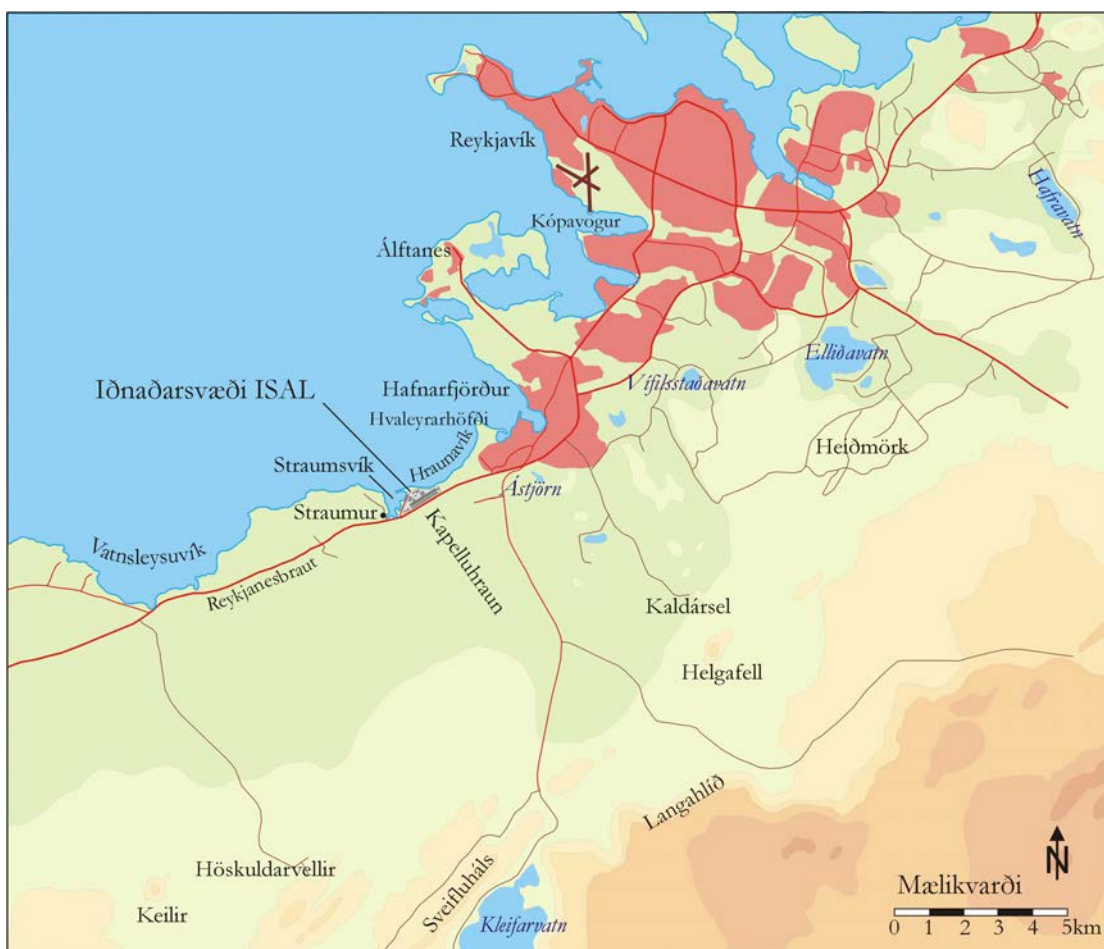 Reykjavík
Kópavogur
Hafravatn
Álftanes
Elliðavatn
Vífilsstaðavatn
Iðnaðarsvæði ISAL
Hafnarfjörður
Hvaleyrarhöfði
Heiðmörk
Hraunavík
Straumsvík
Ástjörn
Straumur
Vatnsleysuvík
Reykjanesbraut
Kapelluhraun
Kaldársel
Helgafell
Langahlíð
Höskuldarvellir
Sveifluháls
Keilir
Kleifarvatn
N
Mælikvarði
0 1 2 3 4 5km